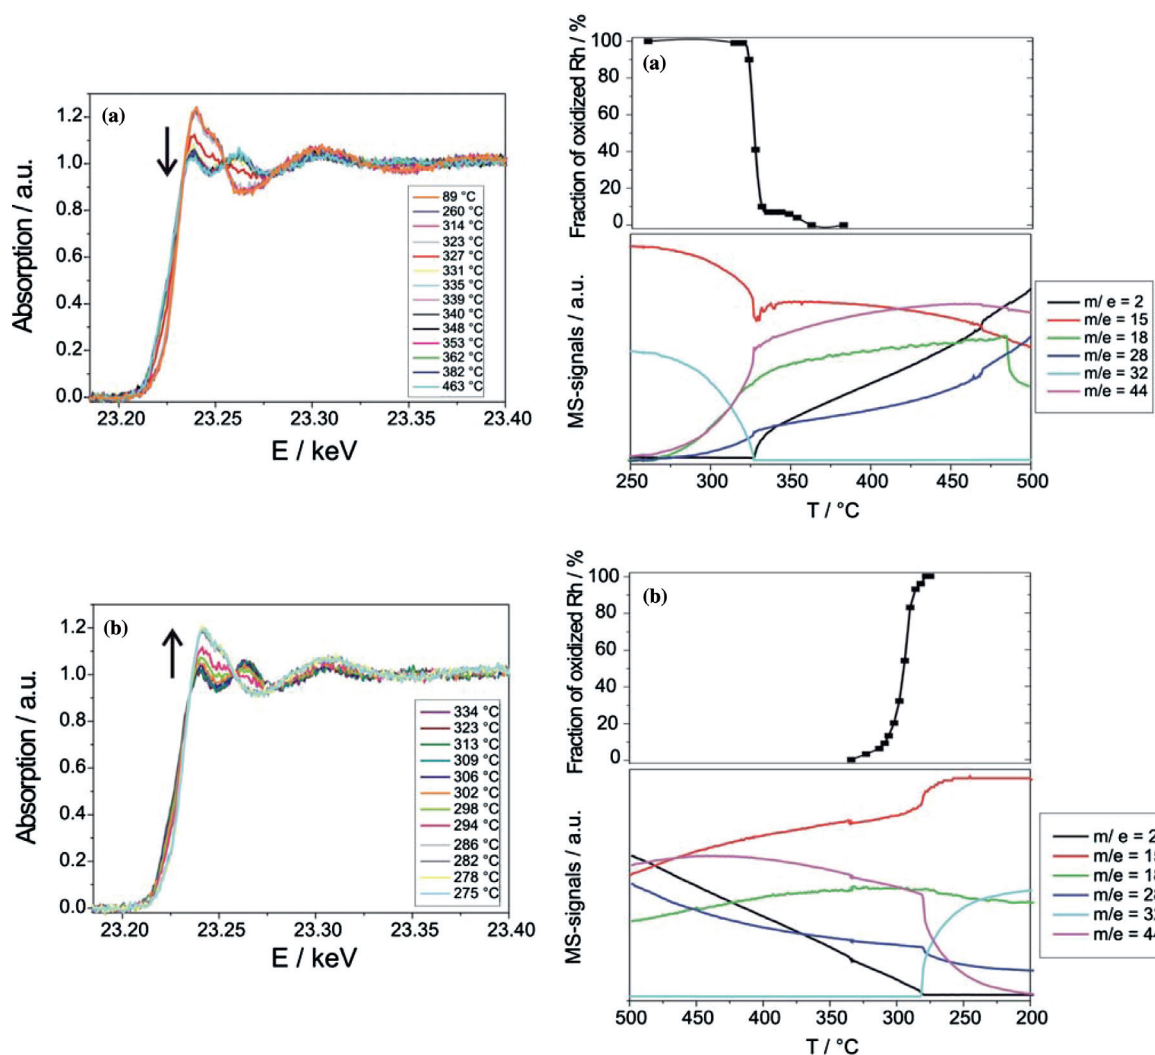 (a)
Absorption / a.u.
1.2
1.0
0.8
0.6
0.4
0.2
0.0
89 °C
260 °C
314 °C
323 °C
327 °C
331 °C
335 °C
339 °C
340 °C
348 °C
353 °C
362 °C
382 °C
463 °C
23.20 23.25 23.30 23.35 23.40
E / keV
(a)
Fraction of oxidized Rh / %
100
80
60
40
20
0
MS-signals / a.u.
m/ e = 2
m/e = 15
m/e = 18
m/e = 28
m/e = 32
m/e = 44
250 300 350 400 450 500
T / °C
(b)
Absorption / a.u.
1.2
1.0
0.8
0.6
0.4
0.2
0.0
334 °C
323 °C
313 °C
309 °C
306 °C
302 °C
298 °C
294 °C
286 °C
282 °C
278 °C
275 °C
23.20 23.25 23.30 23.35 23.40
E / keV
(b)
Fraction of oxidized Rh / %
100
80
60
40
20
0
MS-signals / a.u.
m/ e = 2
m/e = 15
m/e = 18
m/e = 28
m/e = 32
m/e = 44
500 450 400 350 300 250 200
T / °C